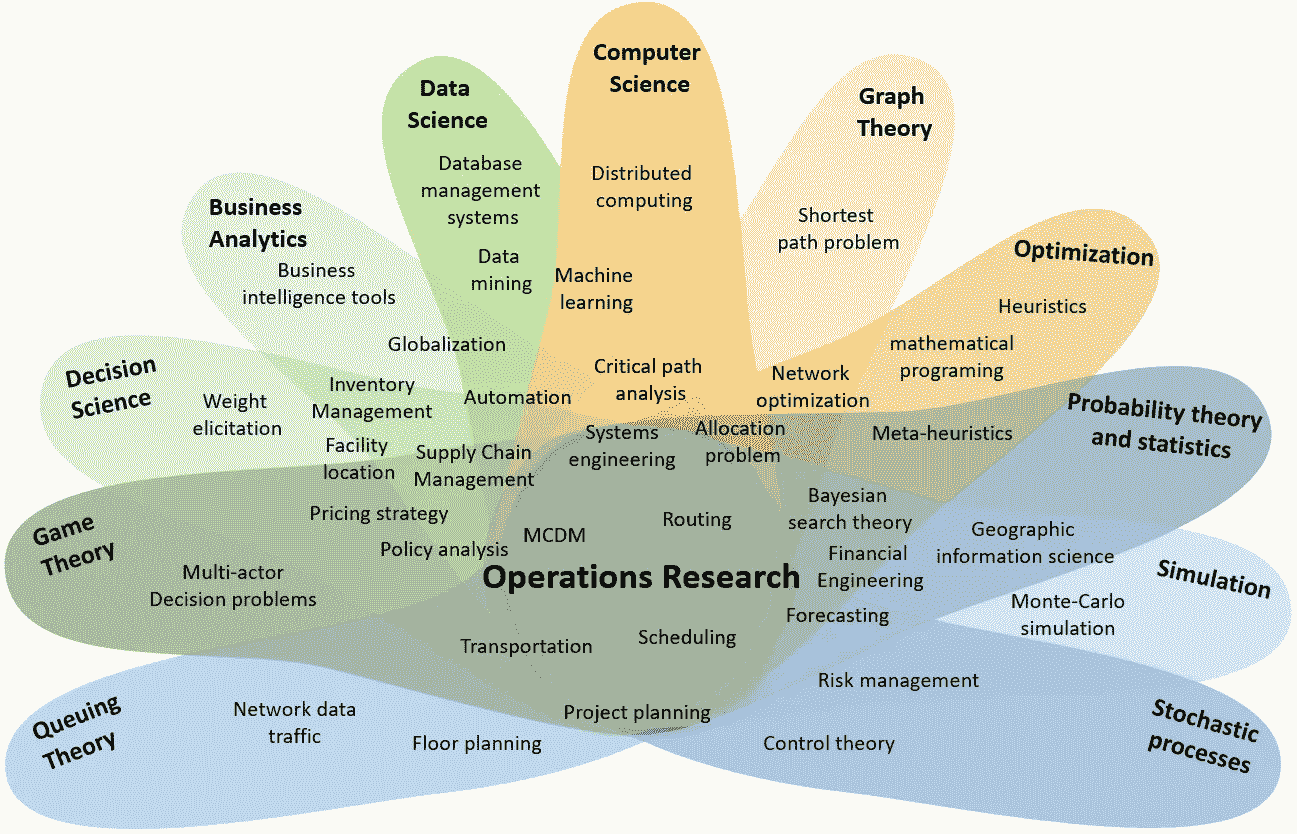 Computer
Science
Data
Science
Graph
Theory
Database
management
systems
Distributed
computing
Business
Analytics
Shortest
path problem
Optimization
Business
intelligence tools
Data
mining
Machine
learning
Heuristics
Globalization
mathematical
programing
Decision
Science
Weight
elicitation
Inventory
Management
Automation
Critical path
analysis
Network
optimization
Probability theory
and statistics
Facility
location
Supply Chain
Management
Systems
engineering
Allocation
problem
Meta-heuristics
Game
Theory
Pricing strategy
Policy analysis
MCDM
Routing
Bayesian
search theory
Geographic
information science
Financial
Engineering
Multi-actor
Decision problems
Operations Research
Simulation
Forecasting
Monte-Carlo
simulation
Transportation
Scheduling
Risk management
Queuing
Theory
Network data
traffic
Floor planning
Project planning
Control theory
Stochastic
processes